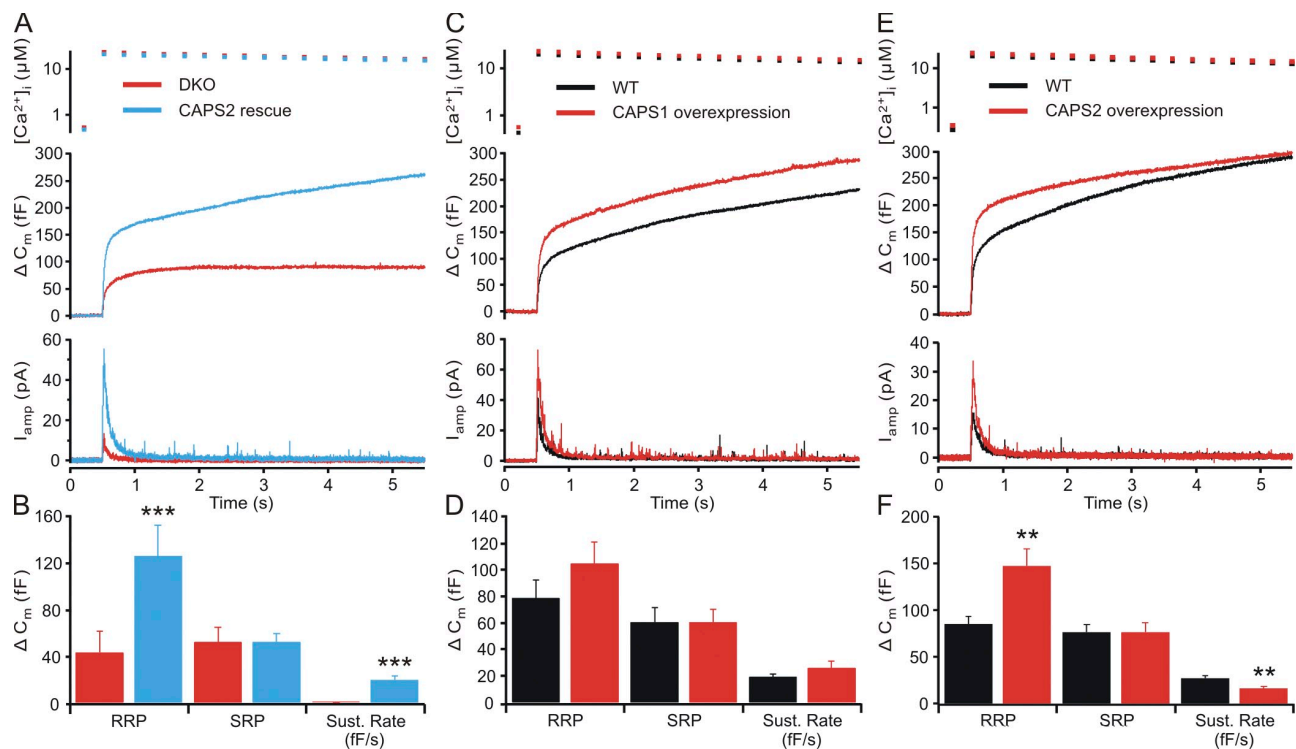 A
[Ca²⁺]ᵢ (µM)
10
1
DKO
CAPS2 rescue
Δ Cₘ (fF)
300
250
200
150
100
50
0
I_amp (pA)
60
40
20
0
0 1 2 3 4 5
Time (s)
B
Δ Cₘ (fF)
160
120
80
40
0
***
***
RRP SRP Sust. Rate
(fF/s)
C
[Ca²⁺]ᵢ (µM)
10
1
WT
CAPS1 overexpression
Δ Cₘ (fF)
300
250
200
150
100
50
0
I_amp (pA)
80
60
40
20
0
0 1 2 3 4 5
Time (s)
D
Δ Cₘ (fF)
140
120
100
80
60
40
20
0
RRP SRP Sust. Rate
(fF/s)
E
[Ca²⁺]ᵢ (µM)
10
1
WT
CAPS2 overexpression
Δ Cₘ (fF)
300
250
200
150
100
50
0
I_amp (pA)
40
30
20
10
0
0 1 2 3 4 5
Time (s)
F
Δ Cₘ (fF)
200
150
100
50
0
**
**
RRP SRP Sust. Rate
(fF/s)